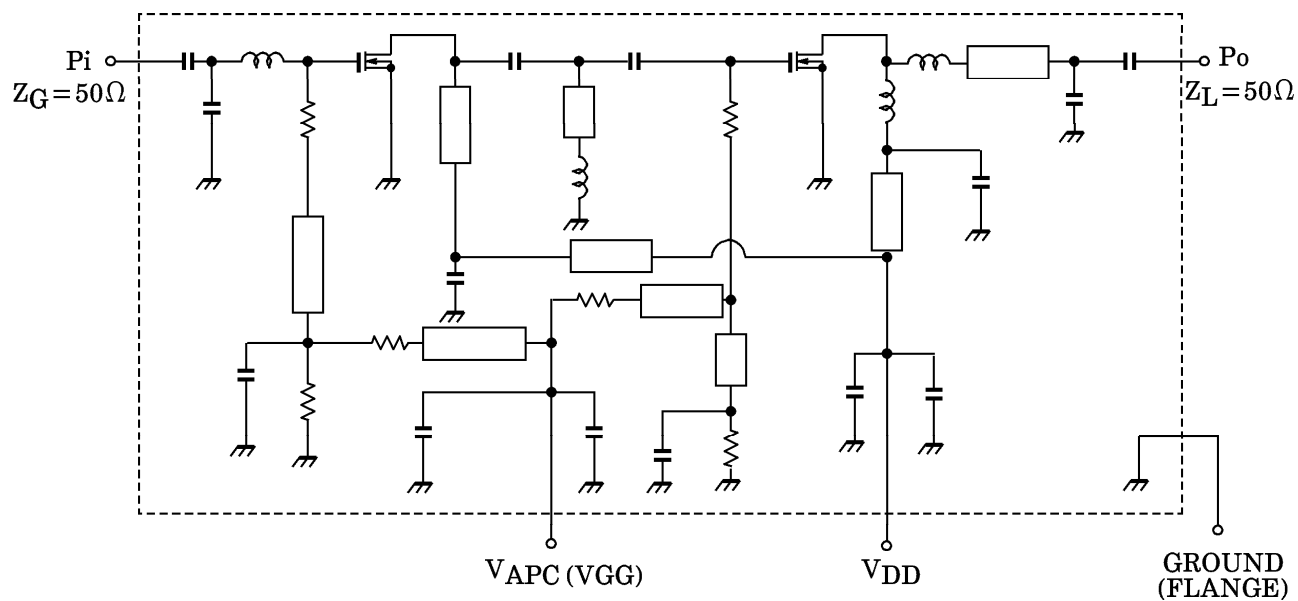 Pi
ZG=50Ω
Po
ZL=50Ω
VAPC (VGG)
VDD
GROUND
(FLANGE)